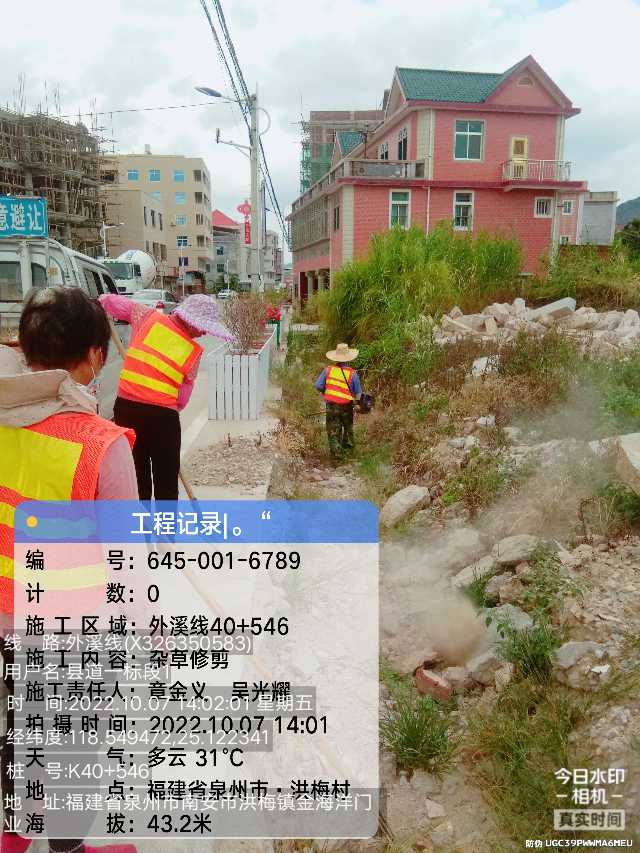 意避让
工程记录|。“
编 号：645-001-6789
计 数：0
施工区域：外溪线40+546
线 路:外溪线(X326350583)
施工内容：杂草修剪
用户名:县道一标段1
施工责任人：章金义 吴光耀
时 间:2022.10.07 14:02:01 星期五
拍摄时间：2022.10.07 14:01
经纬度:118.549472,25.122341
天 气：多云 31℃
桩 号:K40+546
地 点：福建省泉州市·洪梅村
地 址:福建省泉州市南安市洪梅镇金海洋门业
海 拔：43.2米
今日水印
相机
真实时间
防伪 UGC39PWWMA6MEU